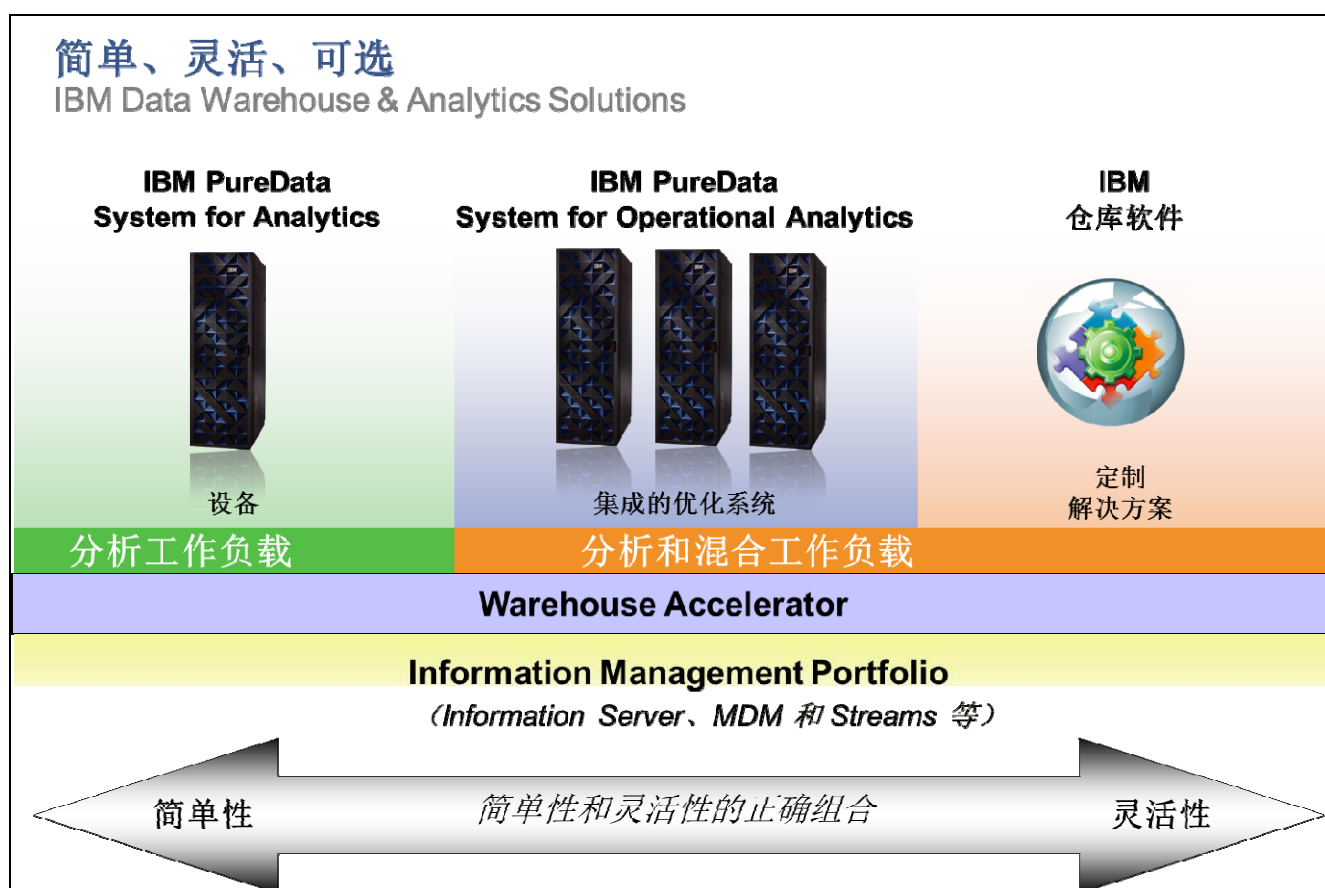 简单、灵活、可选
IBM Data Warehouse & Analytics Solutions
IBM PureData
System for Analytics
设备
IBM PureData
System for Operational Analytics
集成的优化系统
IBM
仓库软件
定制
解决方案
分析工作负载
分析和混合工作负载
Warehouse Accelerator
Information Management Portfolio
（Information Server、MDM 和 Streams 等）
简单性
简单性和灵活性的正确组合
灵活性